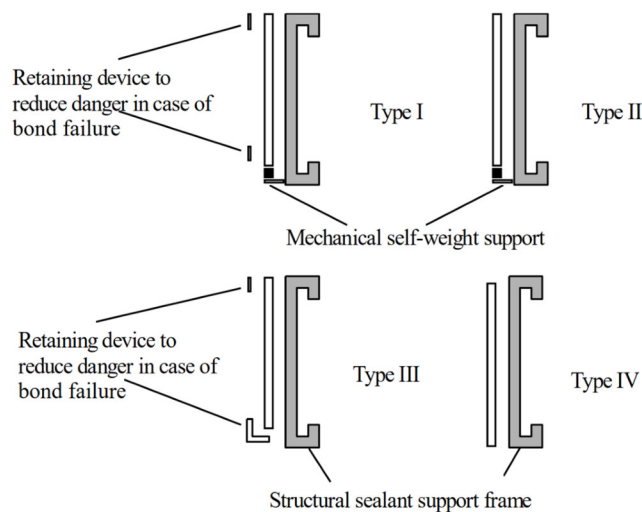 Retaining device to
reduce danger in case of
bond failure
Type I
Type II
Mechanical self-weight support
Retaining device to
reduce danger in case of
bond failure
Type III
Type IV
Structural sealant support frame